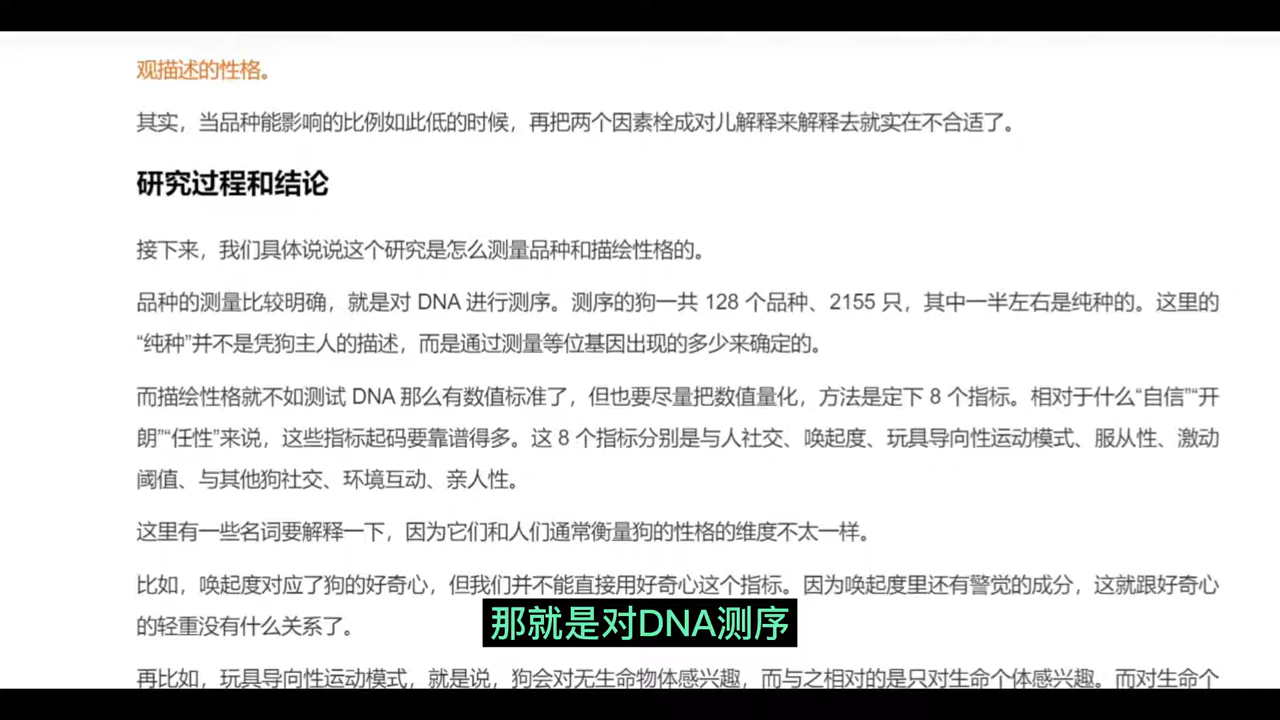 观描述的性格。
其实，当品种能影响的比例如此低的时候，再把两个因素栓成对儿解释来解释去就实在不合适了。
研究过程和结论
接下来，我们具体说说这个研究是怎么测量品种和描绘性格的。
品种的测量比较明确，就是对 DNA 进行测序。测序的狗一共 128 个品种、2155 只，其中一半左右是纯种的。这里的
“纯种”并不是凭狗主人的描述，而是通过测量等位基因出现的多少来确定的。
而描绘性格就不如测试 DNA 那么有数值标准了，但也要尽量把数值量化，方法是定下 8 个指标。相对于什么“自信”“开
朗”“任性”来说，这些指标起码要靠谱得多。这 8 个指标分别是与人社交、唤起度、玩具导向性运动模式、服从性、激动
阈值、与其他狗社交、环境互动、亲人性。
这里有一些名词要解释一下，因为它们和人们通常衡量狗的性格的维度不太一样。
比如，唤起度对应了狗的好奇心，但我们并不能直接用好奇心这个指标。因为唤起度里还有警觉的成分，这就跟好奇心
的轻重没有什么关系了。
那就是对DNA测序
再比如，玩具导向性运动模式，就是说，狗会对无生命物体感兴趣，而与之相对的是只对生命个体感兴趣。而对生命个